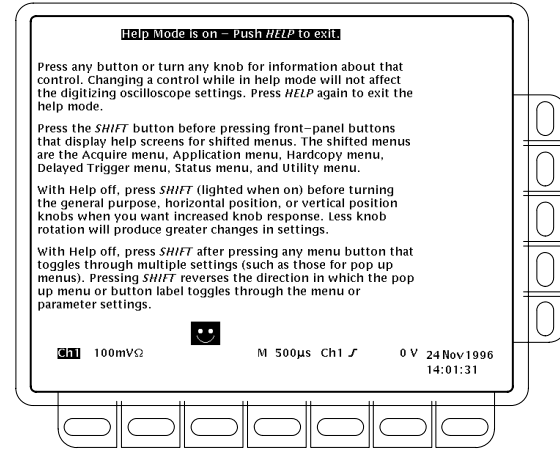 Help Mode is on – Push HELP to exit.
Press any button or turn any knob for information about that
control. Changing a control while in help mode will not affect
the digitizing oscilloscope settings. Press HELP again to exit the
help mode.
Press the SHIFT button before pressing front–panel buttons
that display help screens for shifted menus. The shifted menus
are the Acquire menu, Application menu, Hardcopy menu,
Delayed Trigger menu, Status menu, and Utility menu.
With Help off, press SHIFT (lighted when on) before turning
the general purpose, horizontal position, or vertical position
knobs when you want increased knob response. Less knob
rotation will produce greater changes in settings.
With Help off, press SHIFT after pressing any menu button that
toggles through multiple settings (such as those for pop up
menus). Pressing SHIFT reverses the direction in which the pop
up menu or button label toggles through the menu or
parameter settings.
Ch1 100mVΩ M 500µs Ch1 0 V 24 Nov 1996
14:01:31